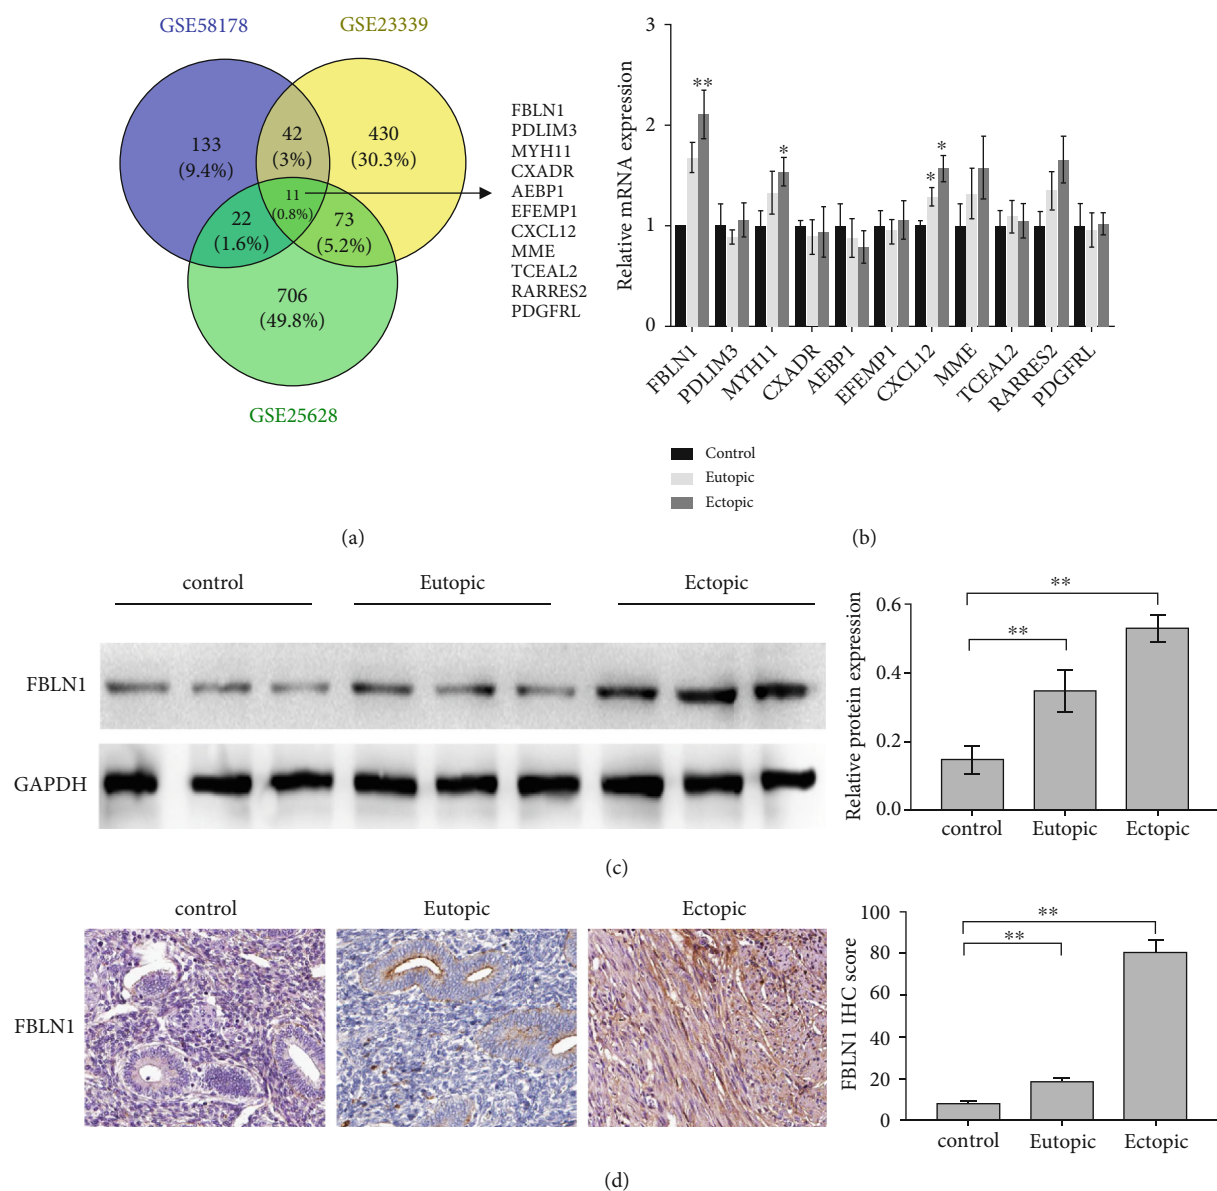 GSE58178
GSE23339
133
(9.4%)
42
(3%)
430
(30.3%)
11
(0.8%)
22
(1.6%)
73
(5.2%)
706
(49.8%)
GSE25628
FBLN1
PDLIM3
MYH11
CXADR
AEBP1
EFEMP1
CXCL12
MME
TCEAL2
RARRES2
PDGFRL
(a)
Relative mRNA expression
3
2
1
0
**
*
*
*
FBLN1
PDLIM3
MYH11
CXADR
AEBP1
EFEMP1
CXCL12
MME
TCEAL2
RARRES2
PDGFRL
Control
Eutopic
Ectopic
(b)
control
Eutopic
Ectopic
FBLN1
GAPDH
Relative protein expression
0.6
0.4
0.2
0.0
**
**
control
Eutopic
Ectopic
(c)
control
Eutopic
Ectopic
FBLN1
FBLN1 IHC score
100
80
60
40
20
0
**
**
control
Eutopic
Ectopic
(d)